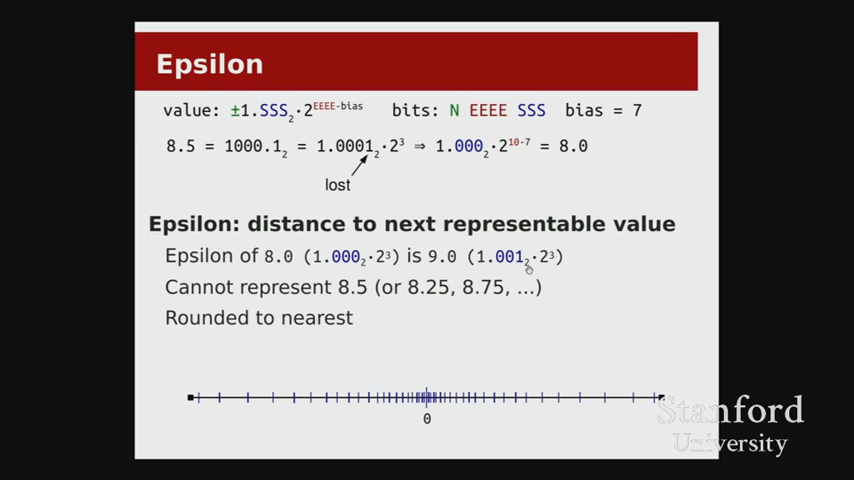 Epsilon
value: ±1.SSS₂·2^EEEE-bias bits: N EEEE SSS bias = 7
8.5 = 1000.1₂ = 1.0001₂·2³ ⇒ 1.000₂·2¹⁰⁻⁷ = 8.0
lost
Epsilon: distance to next representable value
Epsilon of 8.0 (1.000₂·2³) is 9.0 (1.001₂·2³)
Cannot represent 8.5 (or 8.25, 8.75, ...)
Rounded to nearest
0
Stanford
University